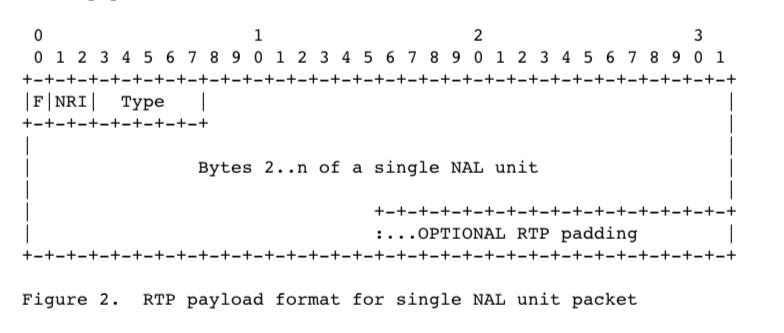 0                   1                   2                   3
0 1 2 3 4 5 6 7 8 9 0 1 2 3 4 5 6 7 8 9 0 1 2 3 4 5 6 7 8 9 0 1
+-+-+-+-+-+-+-+-+-+-+-+-+-+-+-+-+-+-+-+-+-+-+-+-+-+-+-+-+-+-+-+-+
|F|NRI|  Type   |                                               |
+-+-+-+-+-+-+-+-+                                               |
|                                                               |
|               Bytes 2..n of a single NAL unit                 |
|                                                               |
|                               +-+-+-+-+-+-+-+-+-+-+-+-+-+-+-+-+
|                               :...OPTIONAL RTP padding        |
+-+-+-+-+-+-+-+-+-+-+-+-+-+-+-+-+-+-+-+-+-+-+-+-+-+-+-+-+-+-+-+-+
Figure 2.  RTP payload format for single NAL unit packet